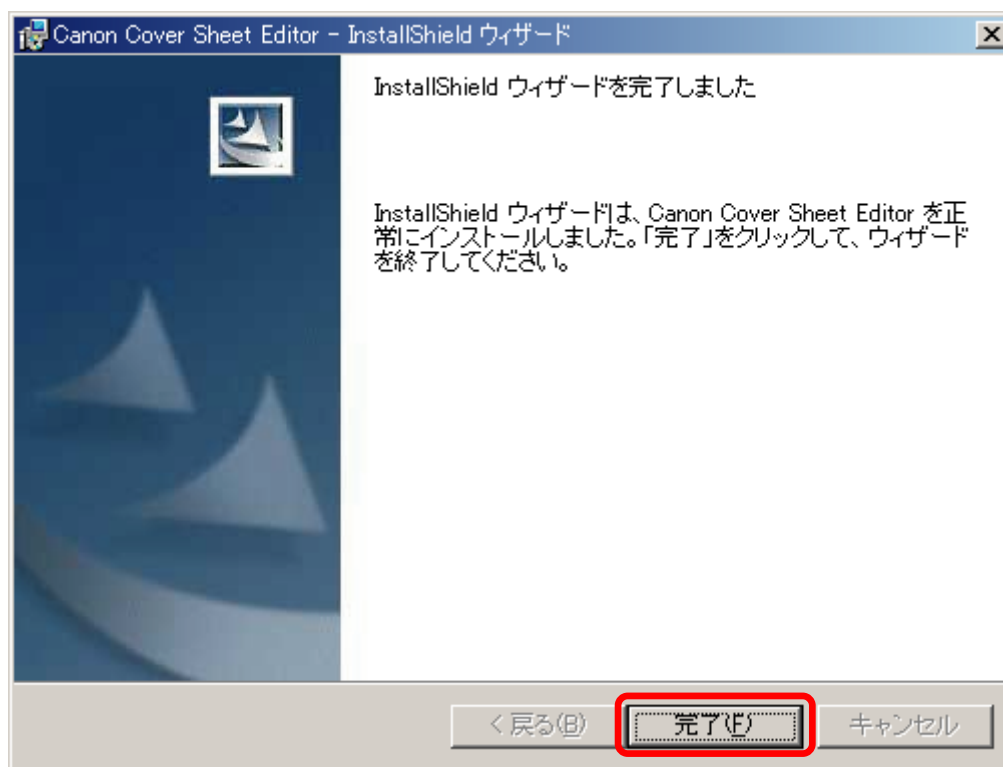 Canon Cover Sheet Editor - InstallShield ウィザード
InstallShield ウィザードを完了しました
InstallShield ウィザードは、Canon Cover Sheet Editor を正
常にインストールしました。「完了」をクリックして、ウィザード
を終了してください。
< 戻る(B)
完了(F)
キャンセル